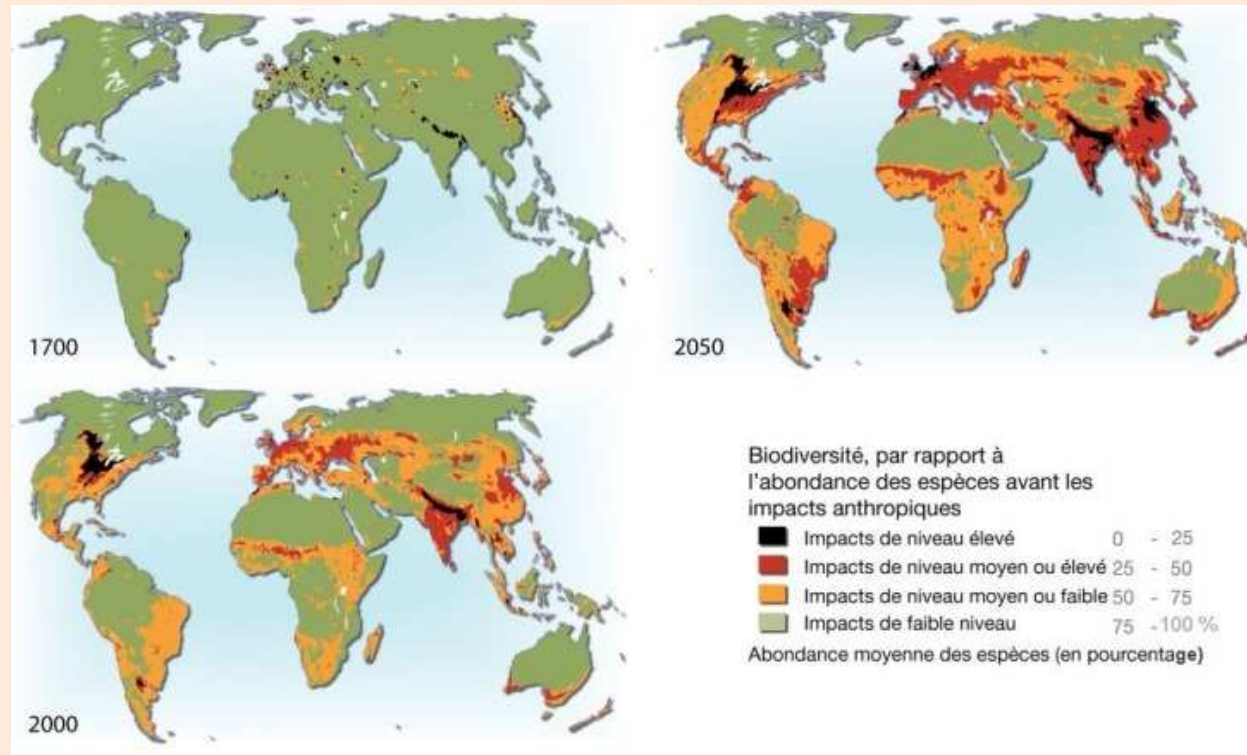 1700
2050
2000
Biodiversité, par rapport à
l'abondance des espèces avant les
impacts anthropiques
Impacts de niveau élevé 0 - 25
Impacts de niveau moyen ou élevé 25 - 50
Impacts de niveau moyen ou faible 50 - 75
Impacts de faible niveau 75 -100 %
Abondance moyenne des espèces (en pourcentage)